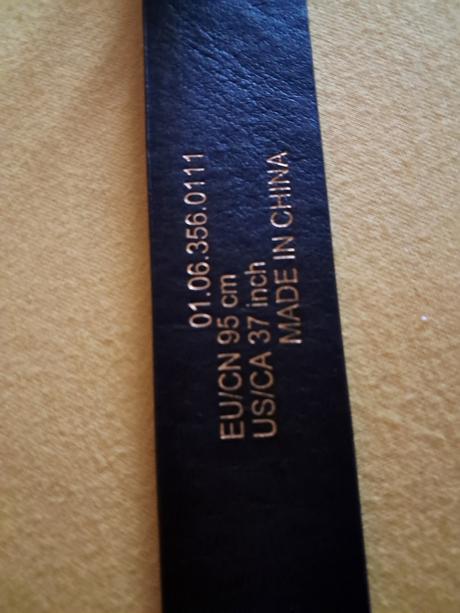 01.06.356.0111
EU/CN 95 cm
US/CA 37 inch
MADE IN CHINA